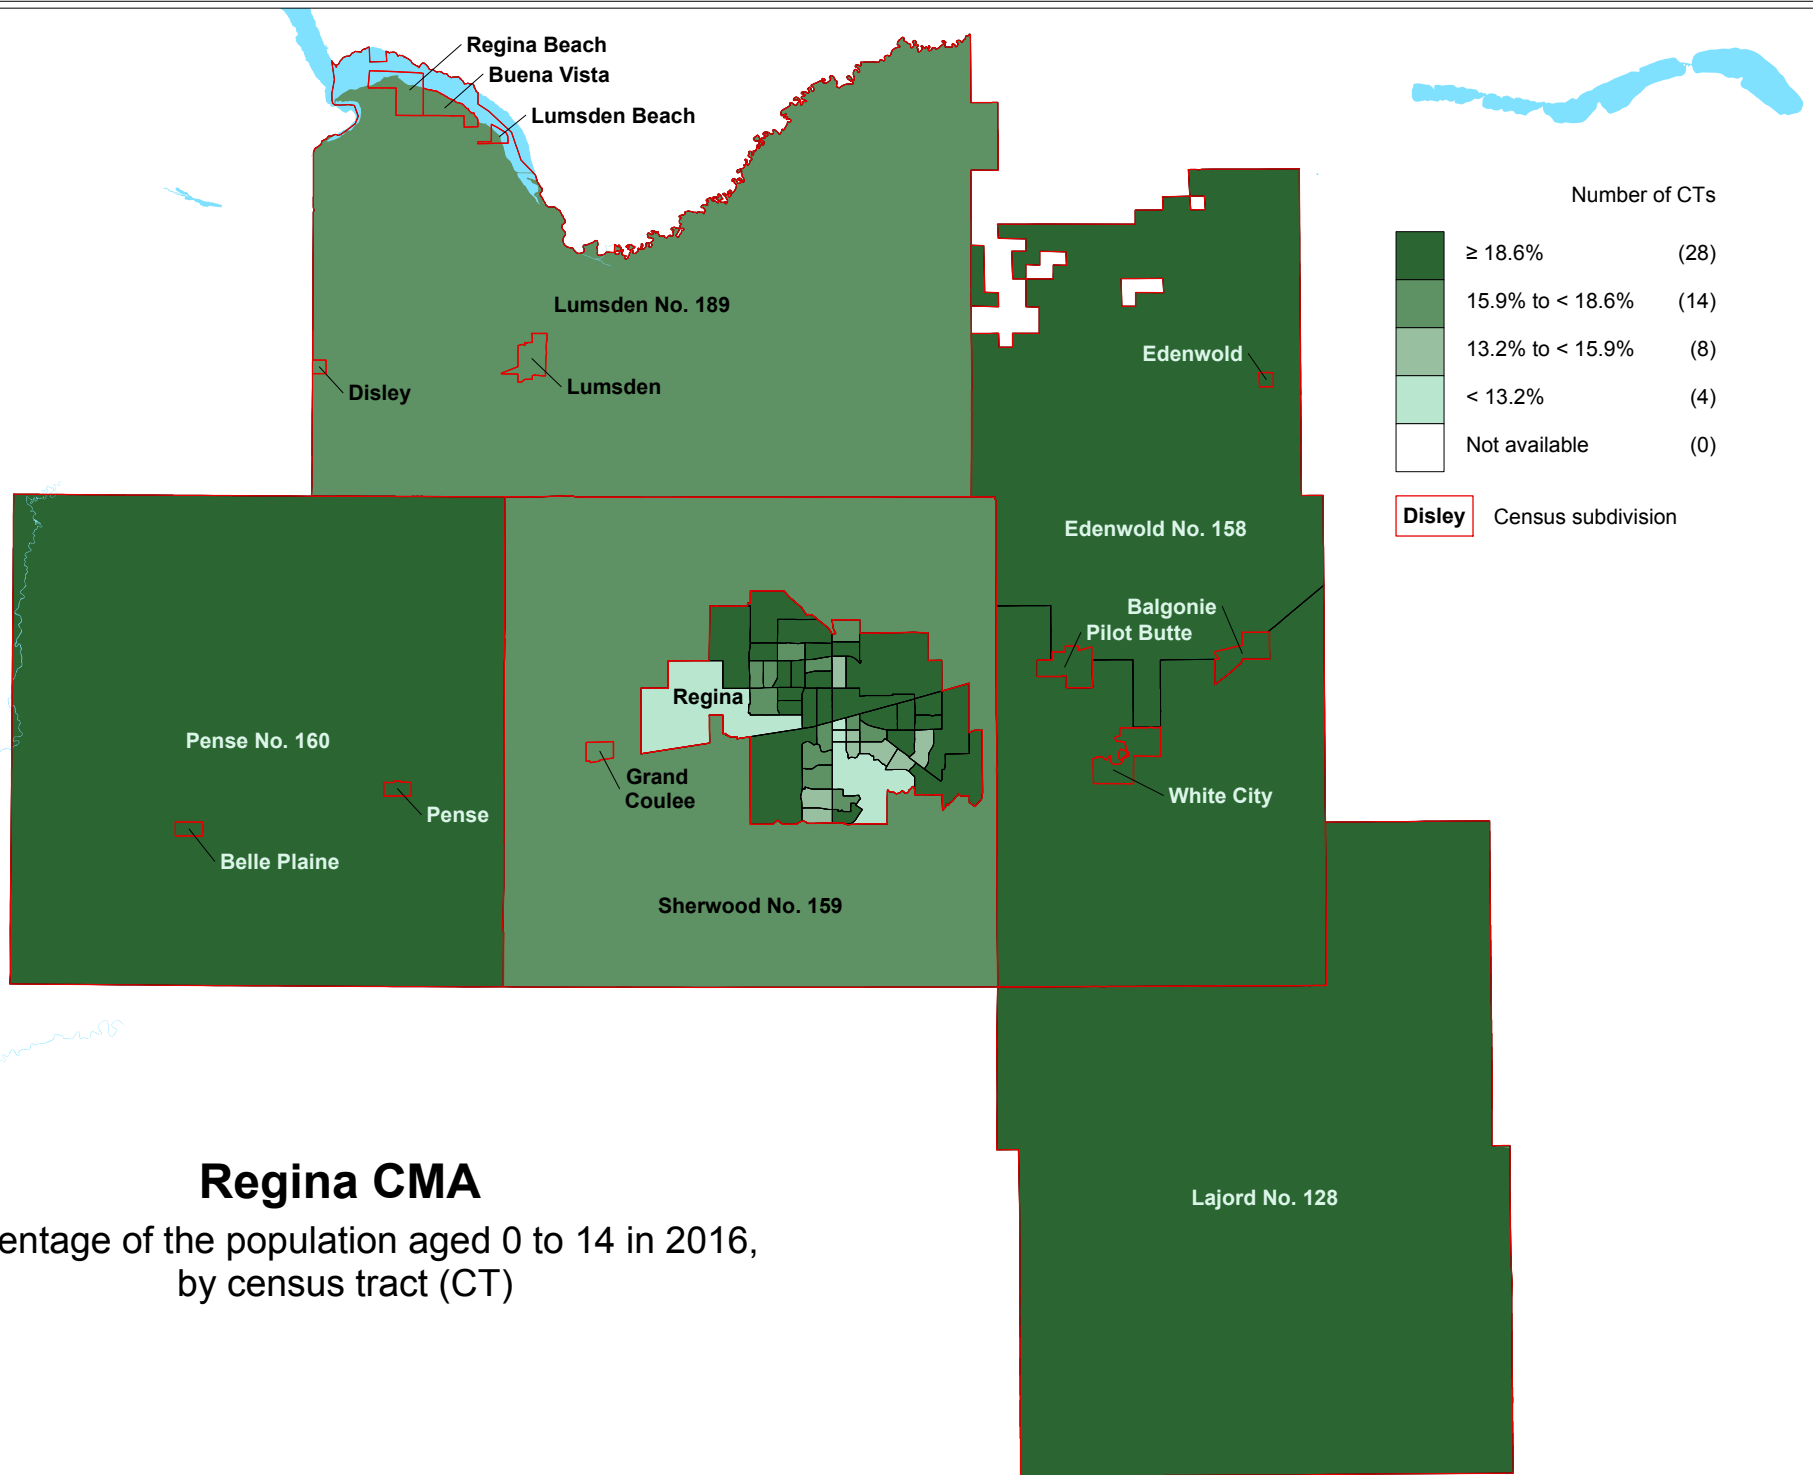 Regina Beach
Buena Vista
Lumsden Beach
Number of CTs
≥ 18.6% (28)
15.9% to < 18.6% (14)
13.2% to < 15.9% (8)
< 13.2% (4)
Not available (0)
Disley Census subdivision
Lumsden No. 189
Edenwold
Disley
Lumsden
Edenwold No. 158
Balgonie
Pilot Butte
Regina
Pense No. 160
Grand
Coulee
White City
Pense
Belle Plaine
Sherwood No. 159
Regina CMA
entage of the population aged 0 to 14 in 2016,
by census tract (CT)
Lajord No. 128